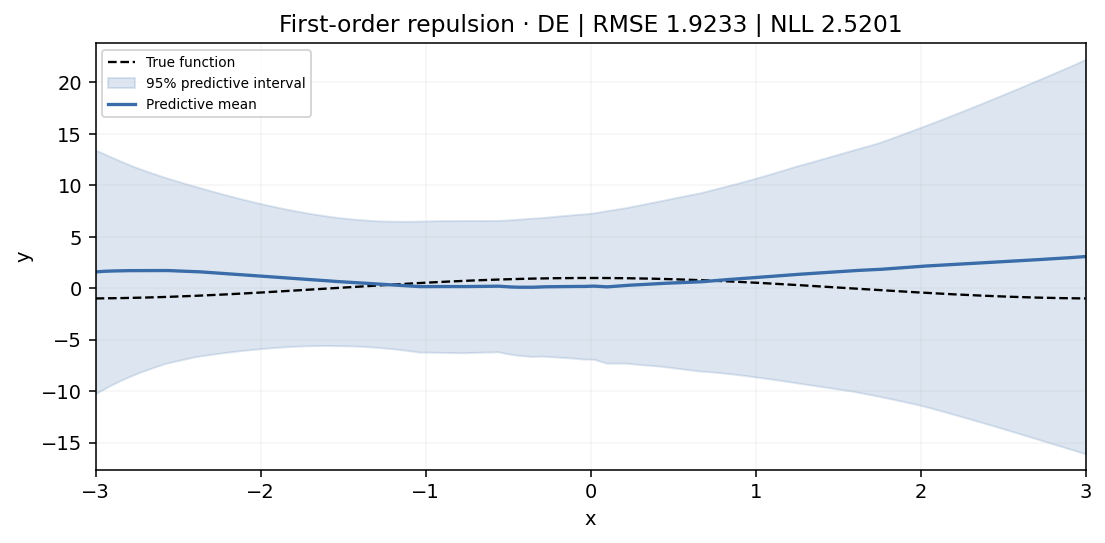 First-order repulsion · DE | RMSE 1.9233 | NLL 2.5201
True function
95% predictive interval
Predictive mean
20
15
10
5
0
−5
−10
−15
y
−3
−2
−1
0
1
2
3
x